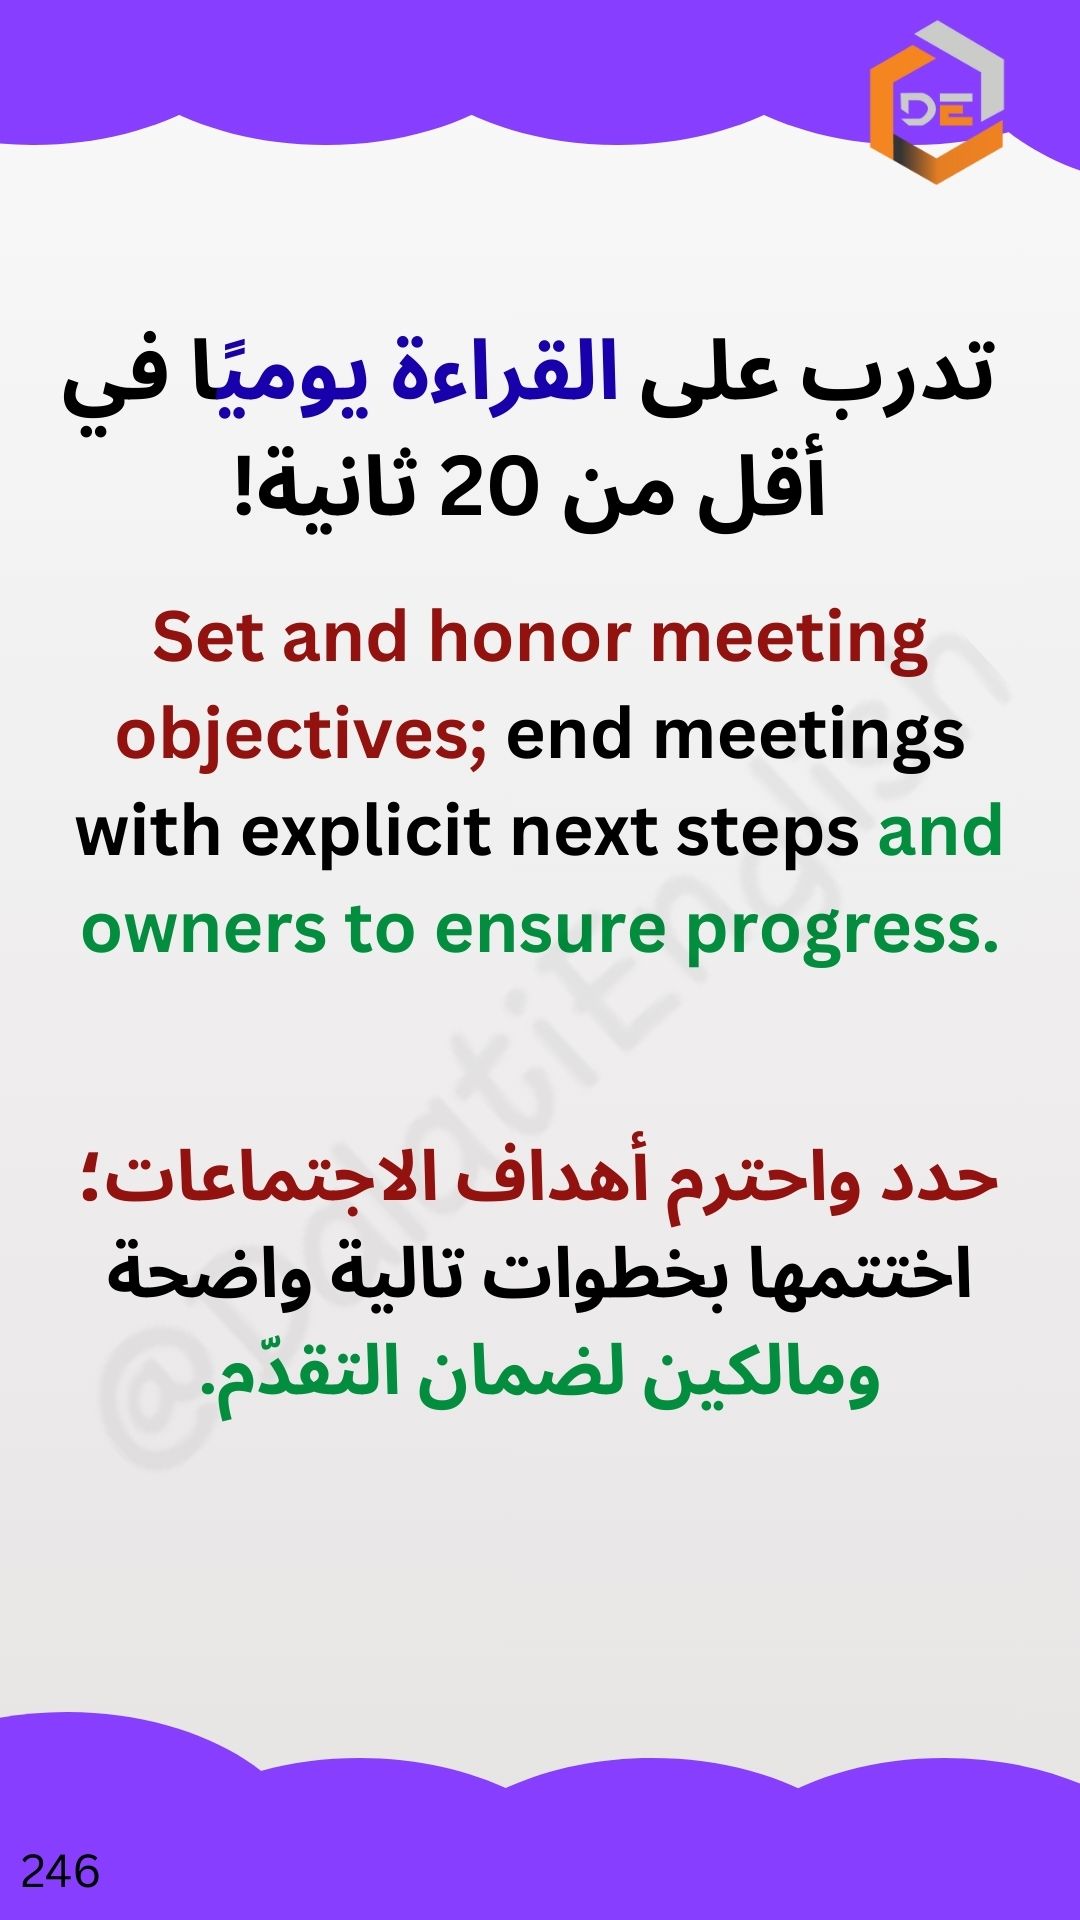 DE
تدرب على القراءة يوميًا في
أقل من 20 ثانية!
Set and honor meeting
objectives; end meetings
with explicit next steps and
owners to ensure progress.
حدد واحترم أهداف الاجتماعات؛
اختتمها بخطوات تالية واضحة
ومالكين لضمان التقدّم.
@DalatiEnglish
246